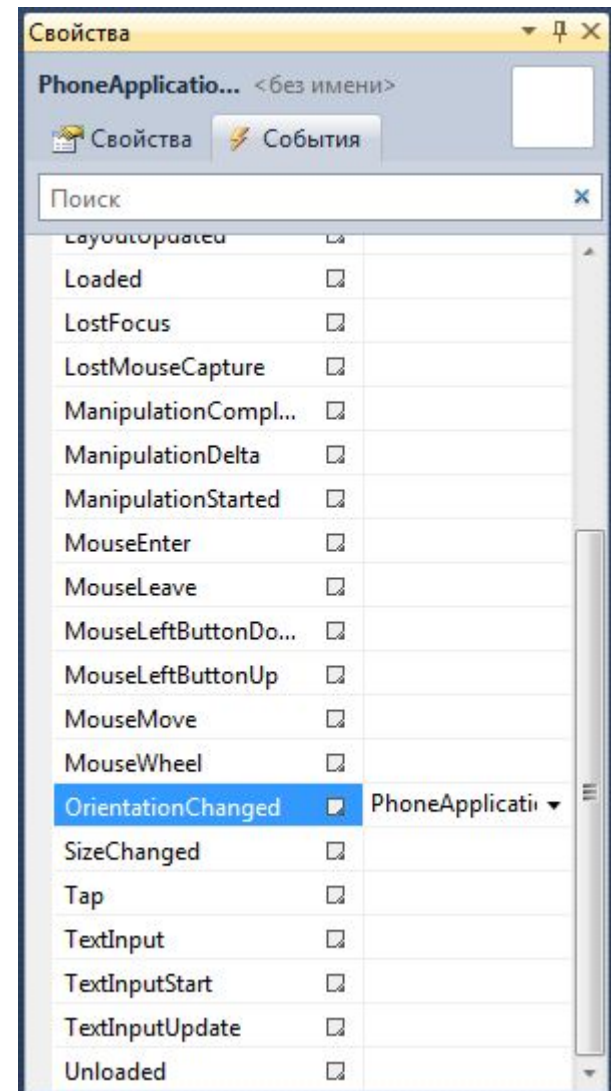 Свойства
PhoneApplicatio... <без имени>
Свойства События
Поиск
LayoutUpdated
Loaded
LostFocus
LostMouseCapture
ManipulationCompl...
ManipulationDelta
ManipulationStarted
MouseEnter
MouseLeave
MouseLeftButtonDo...
MouseLeftButtonUp
MouseMove
MouseWheel
OrientationChanged PhoneApplicati
SizeChanged
Tap
TextInput
TextInputStart
TextInputUpdate
Unloaded